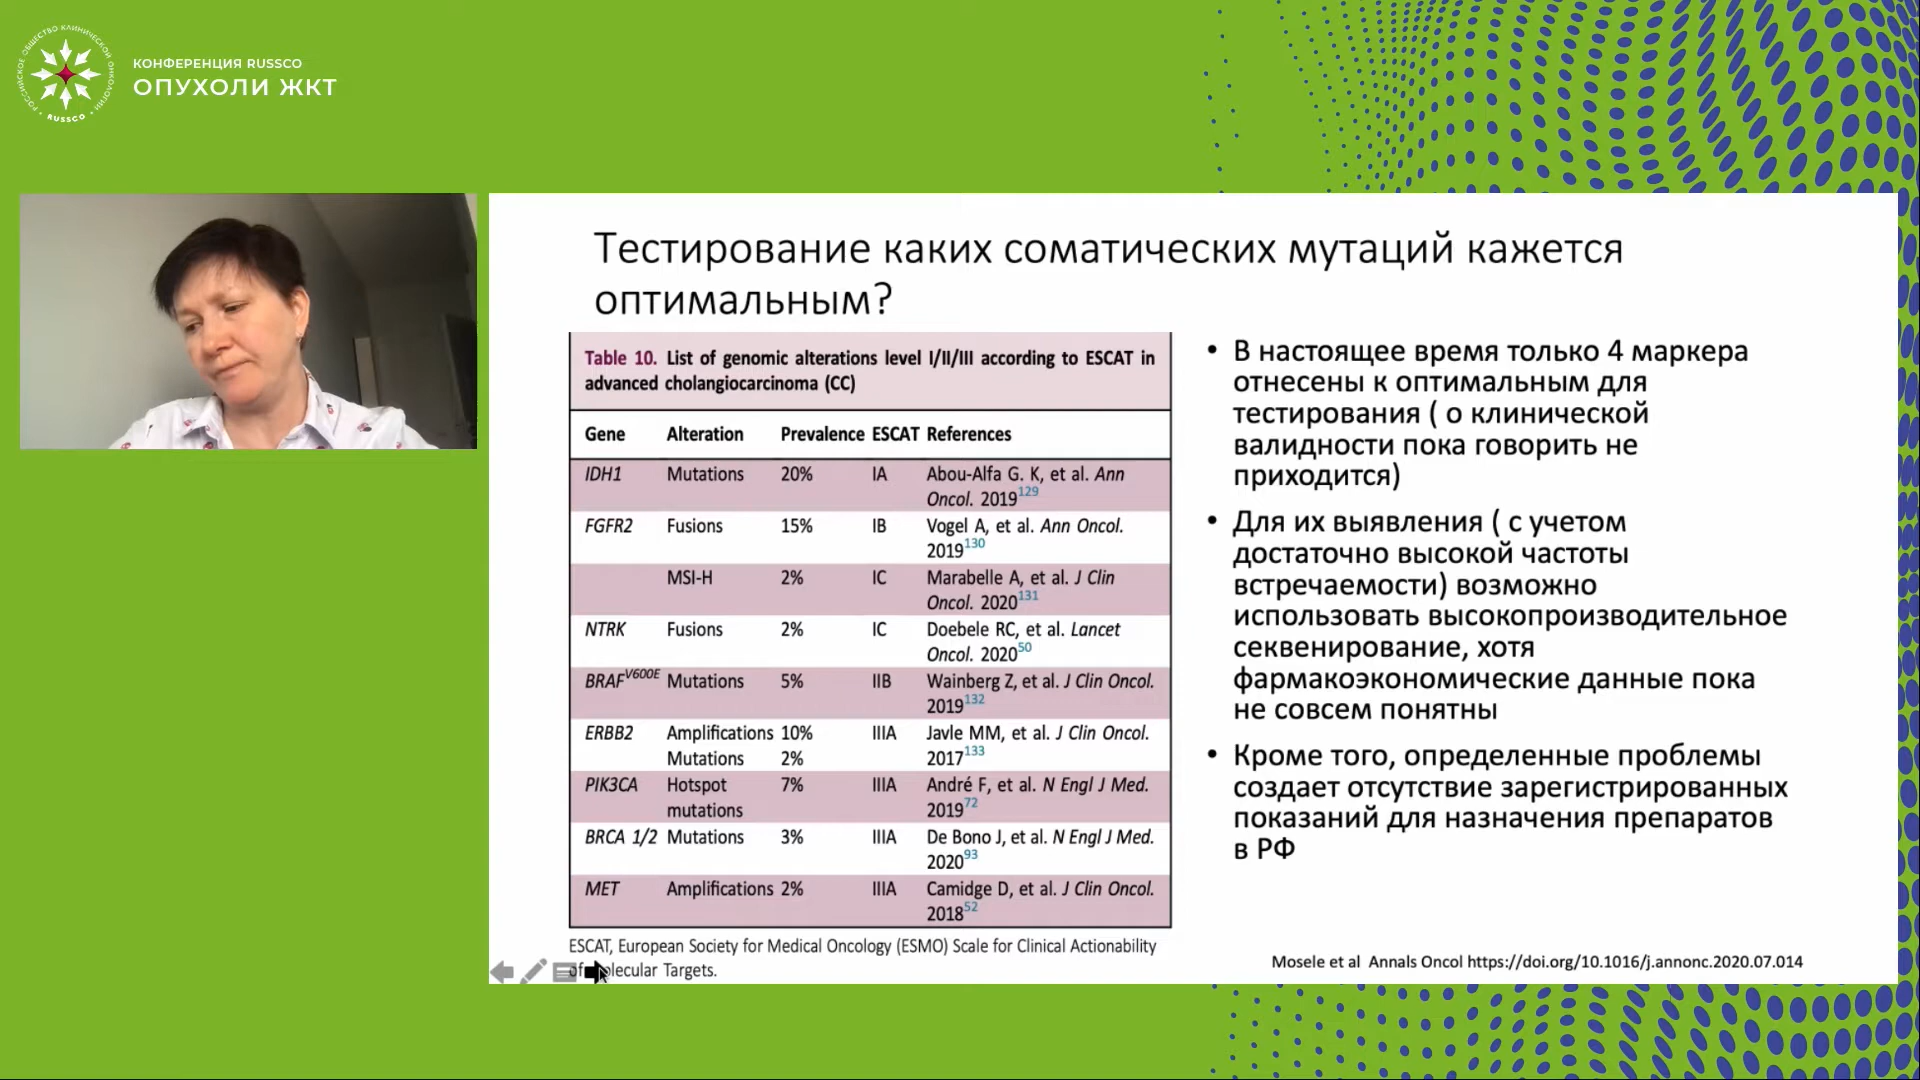 РОССИЙСКОЕ ОБЩЕСТВО КЛИНИЧЕСКОЙ ОНКОЛОГИИ
• RUSSCO •
КОНФЕРЕНЦИЯ RUSSCO
ОПУХОЛИ ЖКТ
Тестирование каких соматических мутаций кажется
оптимальным?
Table 10. List of genomic alterations level I/II/III according to ESCAT in
advanced cholangiocarcinoma (CC)
Gene Alteration Prevalence ESCAT References
IDH1 Mutations 20% IA Abou-Alfa G. K, et al. Ann
Oncol. 2019129
FGFR2 Fusions 15% IB Vogel A, et al. Ann Oncol.
2019130
MSI-H 2% IC Marabelle A, et al. J Clin
Oncol. 2020131
NTRK Fusions 2% IC Doebele RC, et al. Lancet
Oncol. 202050
BRAFV600E Mutations 5% IIB Wainberg Z, et al. J Clin Oncol.
2019132
ERBB2 Amplifications 10% IIIA Javle MM, et al. J Clin Oncol.
Mutations 2% 2017133
PIK3CA Hotspot 7% IIIA André F, et al. N Engl J Med.
mutations 201972
BRCA 1/2 Mutations 3% IIIA De Bono J, et al. N Engl J Med.
202093
MET Amplifications 2% IIIA Camidge D, et al. J Clin Oncol.
201852
ESCAT, European Society for Medical Oncology (ESMO) Scale for Clinical Actionability
of Molecular Targets.
• В настоящее время только 4 маркера
отнесены к оптимальным для
тестирования ( о клинической
валидности пока говорить не
приходится)
• Для их выявления ( с учетом
достаточно высокой частоты
встречаемости) возможно
использовать высокопроизводительное
секвенирование, хотя
фармакоэкономические данные пока
не совсем понятны
• Кроме того, определенные проблемы
создает отсутствие зарегистрированных
показаний для назначения препаратов
в РФ
Mosele et al Annals Oncol https://doi.org/10.1016/j.annonc.2020.07.014